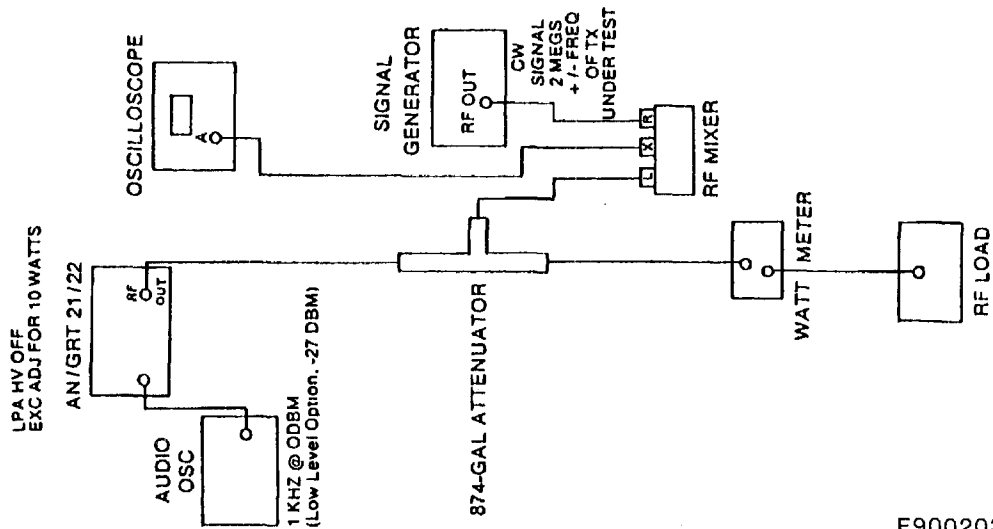 LPA HV OFF
EXC ADJ FOR 10 WATTS
AN/GRT 21/22
RF
OUT
AUDIO
OSC
1 KHZ @ 0DBM
(Low Level Option, -27 DBM)
OSCILLOSCOPE
A
SIGNAL
GENERATOR
RF OUT
CW
SIGNAL
2 MEGS
+/- FREQ
OF TX
UNDER TEST
L
X
R
RF MIXER
874-GAL ATTENUATOR
WATT METER
RF LOAD